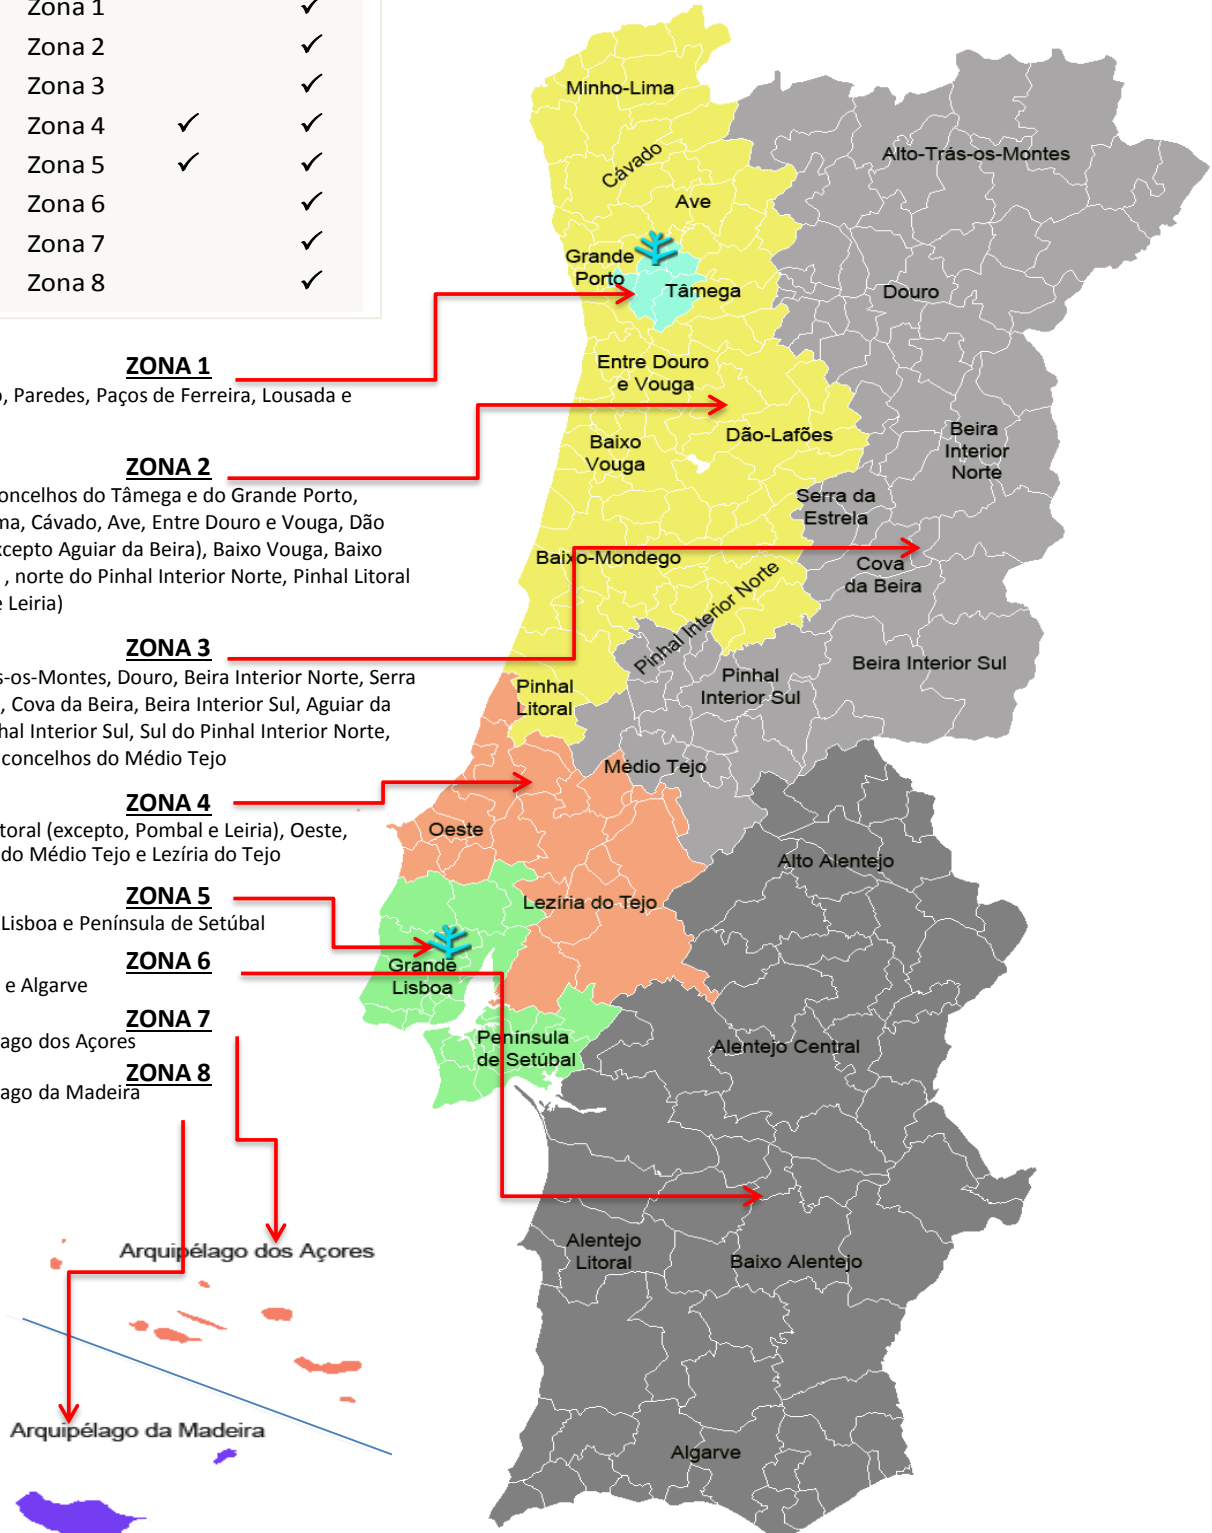 Zona 1 ✓
Zona 2 ✓
Zona 3 ✓
Zona 4 ✓ ✓
Zona 5 ✓ ✓
Zona 6 ✓
Zona 7 ✓
Zona 8 ✓
ZONA 1
, Paredes, Paços de Ferreira, Lousada e
ZONA 2
oncelhos do Tâmega e do Grande Porto,
ma, Cávado, Ave, Entre Douro e Vouga, Dão
xcepto Aguiar da Beira), Baixo Vouga, Baixo
, norte do Pinhal Interior Norte, Pinhal Litoral
e Leiria)
ZONA 3
s-os-Montes, Douro, Beira Interior Norte, Serra
, Cova da Beira, Beira Interior Sul, Aguiar da
hal Interior Sul, Sul do Pinhal Interior Norte,
concelhos do Médio Tejo
ZONA 4
toral (excepto, Pombal e Leiria), Oeste,
do Médio Tejo e Lezíria do Tejo
ZONA 5
Lisboa e Península de Setúbal
ZONA 6
e Algarve
ZONA 7
ago dos Açores
ZONA 8
ago da Madeira
Minho-Lima
Alto-Trás-os-Montes
Cávado
Ave
Grande
Porto
Tâmega
Douro
Entre Douro
e Vouga
Dão-Lafões
Baixo
Vouga
Beira
Interior
Norte
Serra da
Estrela
Baixo-Mondego
Cova
da Beira
Pinhal Interior Norte
Beira Interior Sul
Pinhal
Interior Sul
Pinhal
Litoral
Médio Tejo
Oeste
Alto Alentejo
Lezíria do Tejo
Grande
Lisboa
Península
de Setúbal
Alentejo Central
Alentejo
Litoral
Baixo Alentejo
Algarve
Arquipélago dos Açores
Arquipélago da Madeira